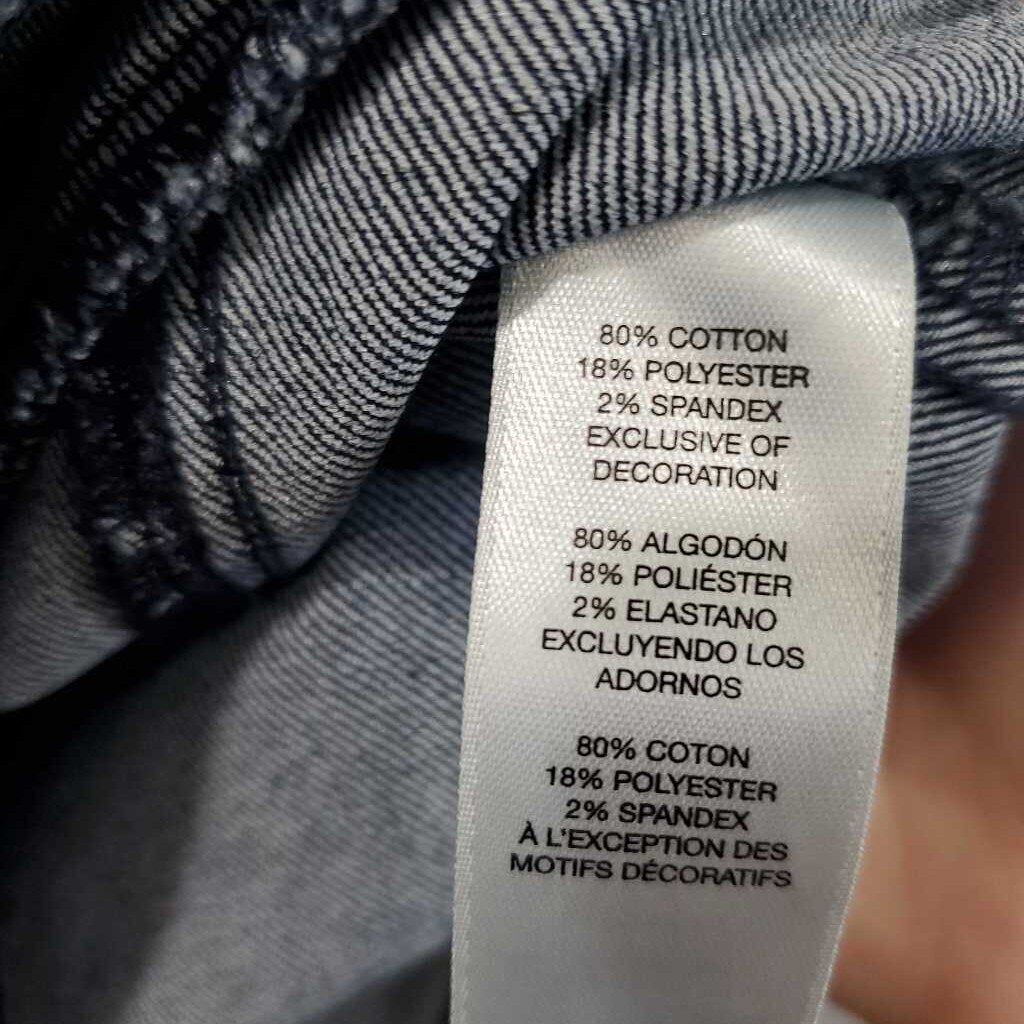 80% COTTON
18% POLYESTER
2% SPANDEX
EXCLUSIVE OF
DECORATION
80% ALGODÓN
18% POLIÉSTER
2% ELASTANO
EXCLUYENDO LOS
ADORNOS
80% COTON
18% POLYESTER
2% SPANDEX
À L'EXCEPTION DES
MOTIFS DÉCORATIFS